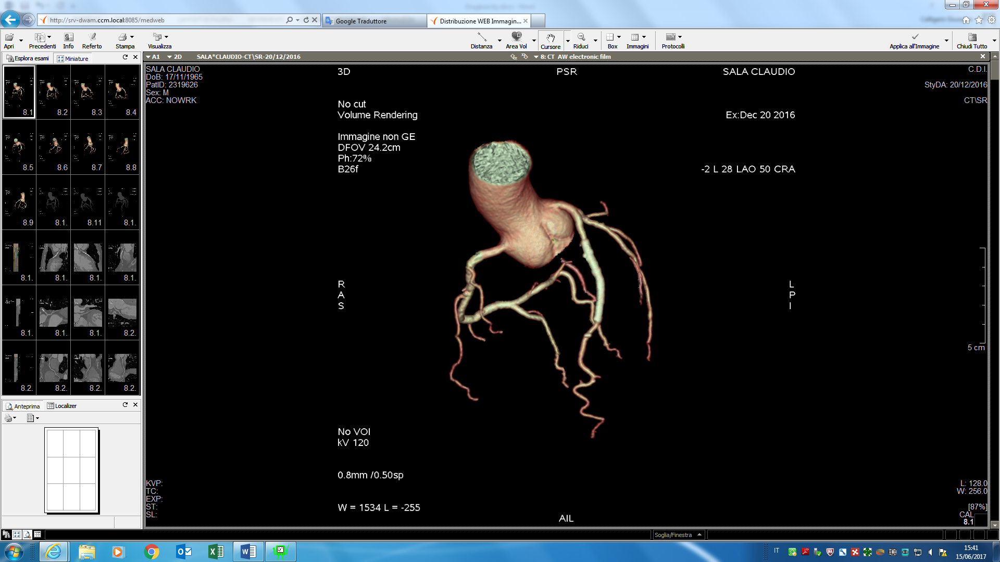 http://srv-dwam.ccm.local:8085/medweb
Google Traduttore
Distribuzione WEB Immagin...
Apri
Precedenti
Info
Referto
Stampa
Visualizza
Distanza
Area Vol
Cursore
Riduci
Box
Immagini
Protocolli
Applica all'Immagine
Chiudi Tutto
Esplora esami
Miniature
A1
2D
SALA*CLAUDIO-CT\SR-20/12/2016
8: CT AW electronic film
8.1
8.2
8.3
8.4
8.5
8.6
8.7
8.8
8.9
8.1.
8.11
8.1.
8.1.
8.1.
8.1.
8.1.
8.1.
8.1.
8.1.
8.2.
8.2.
8.2.
8.2.
8.2.
Anteprima
Localizer
SALA CLAUDIO
DoB: 17/11/1965
PatID: 2319626
Sex: M
ACC: NOWRK
3D
PSR
SALA CLAUDIO
C.D.I
StyDA: 20/12/2016
CT\SR
No cut
Volume Rendering
Ex:Dec 20 2016
Immagine non GE
DFOV 24.2cm
Ph:72%
B26f
-2 L 28 LAO 50 CRA
R
A
S
L
P
I
5 cm
No VOI
kV 120
0.8mm /0.50sp
W = 1534 L = -255
AIL
KVP:
TC:
EXP:
ST:
SL:
L: 128.0
W: 256.0
[87%]
CAL
8.1
Soglia/Finestra
IT
15:41
15/06/2017